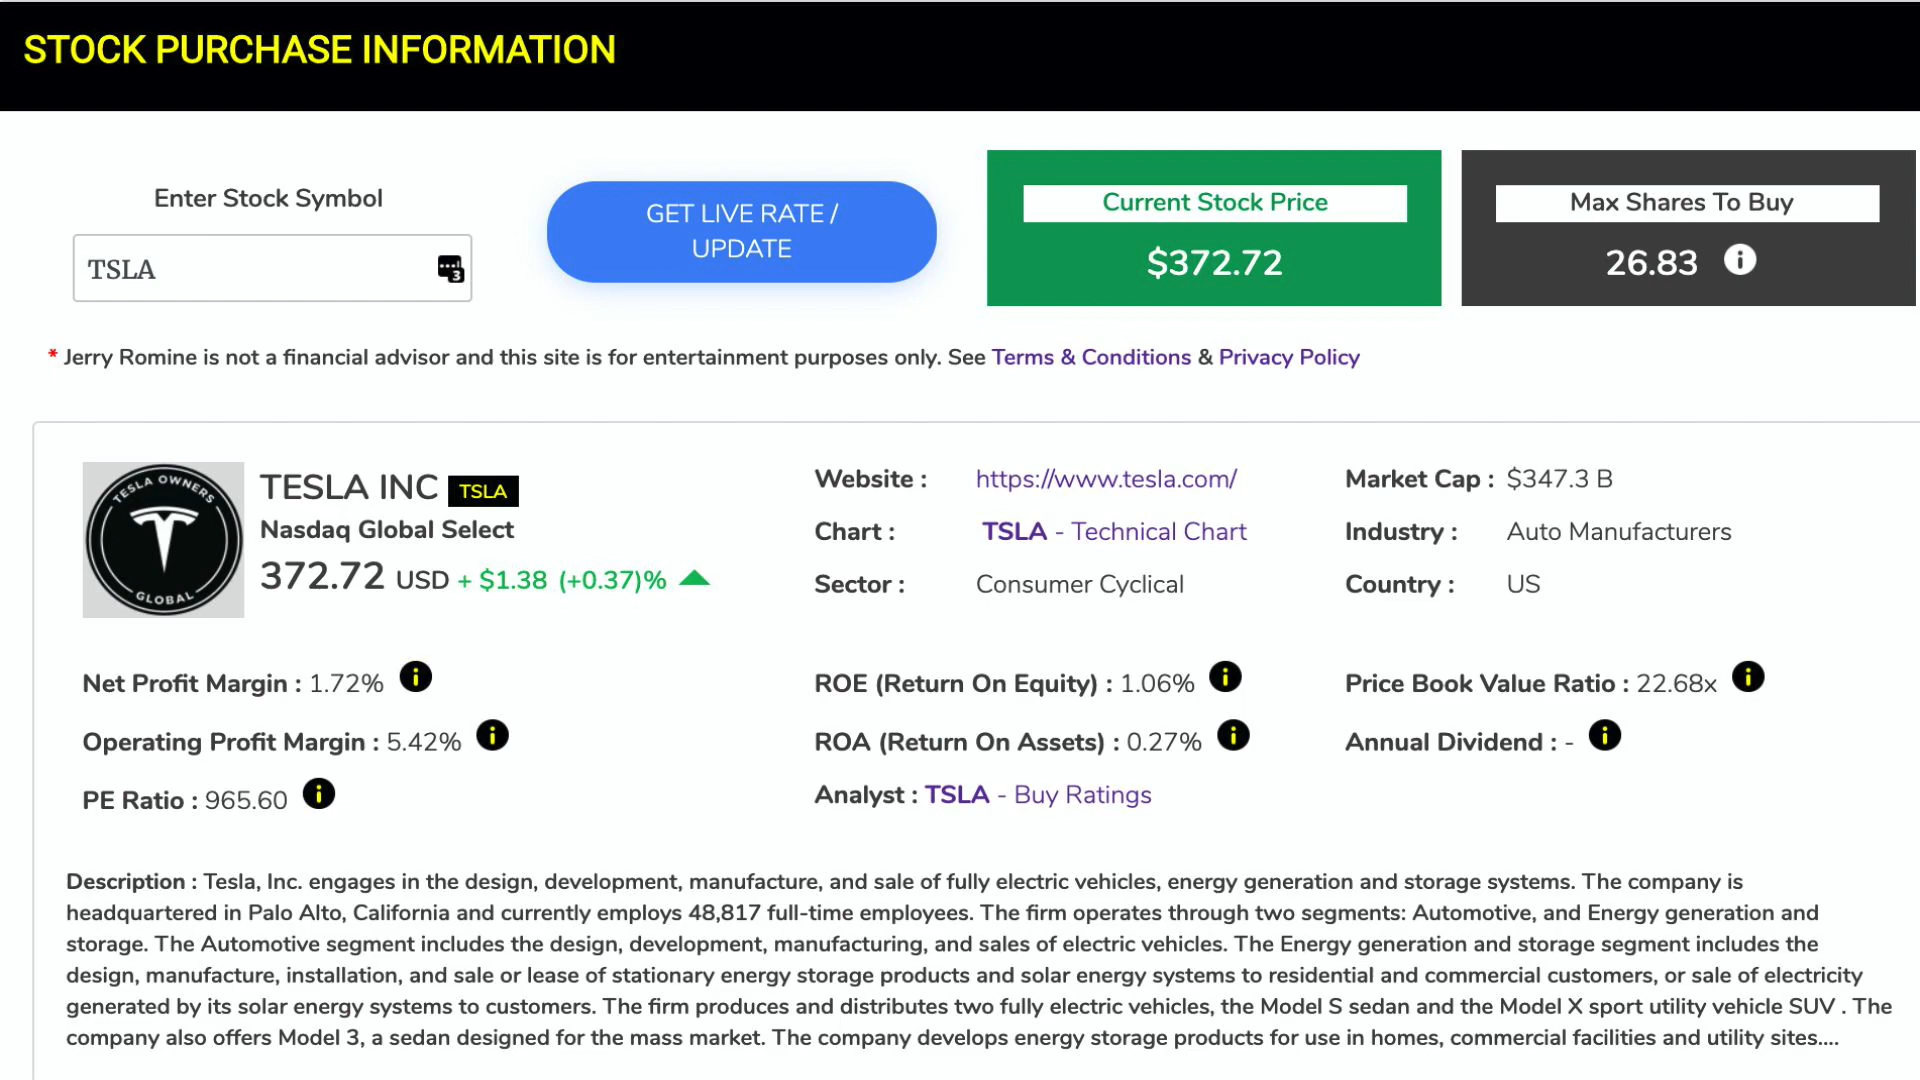 STOCK PURCHASE INFORMATION
Enter Stock Symbol
TSLA
3
GET LIVE RATE /
UPDATE
Current Stock Price
$372.72
Max Shares To Buy
26.83
* Jerry Romine is not a financial advisor and this site is for entertainment purposes only. See Terms & Conditions & Privacy Policy
TESLA OWNERS
GLOBAL
TESLA INC TSLA
Nasdaq Global Select
372.72 USD + $1.38 (+0.37)%
Website : https://www.tesla.com/
Chart : TSLA - Technical Chart
Sector : Consumer Cyclical
Market Cap : $347.3 B
Industry : Auto Manufacturers
Country : US
Net Profit Margin : 1.72%
Operating Profit Margin : 5.42%
PE Ratio : 965.60
ROE (Return On Equity) : 1.06%
ROA (Return On Assets) : 0.27%
Analyst : TSLA - Buy Ratings
Price Book Value Ratio : 22.68x
Annual Dividend : -
Description : Tesla, Inc. engages in the design, development, manufacture, and sale of fully electric vehicles, energy generation and storage systems. The company is
headquartered in Palo Alto, California and currently employs 48,817 full-time employees. The firm operates through two segments: Automotive, and Energy generation and
storage. The Automotive segment includes the design, development, manufacturing, and sales of electric vehicles. The Energy generation and storage segment includes the
design, manufacture, installation, and sale or lease of stationary energy storage products and solar energy systems to residential and commercial customers, or sale of electricity
generated by its solar energy systems to customers. The firm produces and distributes two fully electric vehicles, the Model S sedan and the Model X sport utility vehicle SUV . The
company also offers Model 3, a sedan designed for the mass market. The company develops energy storage products for use in homes, commercial facilities and utility sites....